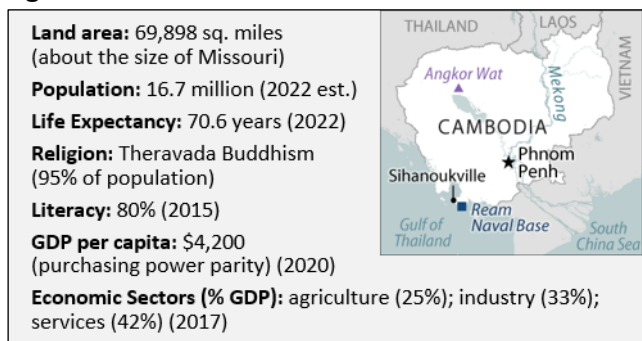 Land area: 69,898 sq. miles
(about the size of Missouri)
Population: 16.7 million (2022 est.)
Life Expectancy: 70.6 years (2022)
Religion: Theravada Buddhism
(95% of population)
Literacy: 80% (2015)
GDP per capita: $4,200
(purchasing power parity) (2020)
Economic Sectors (% GDP): agriculture (25%); industry (33%);
services (42%) (2017)
THAILAND
LAOS
VIETNAM
Angkor Wat
Mekong
CAMBODIA
Phnom
Penh
Sihanoukville
Ream
Naval Base
Gulf of
Thailand
South
China Sea